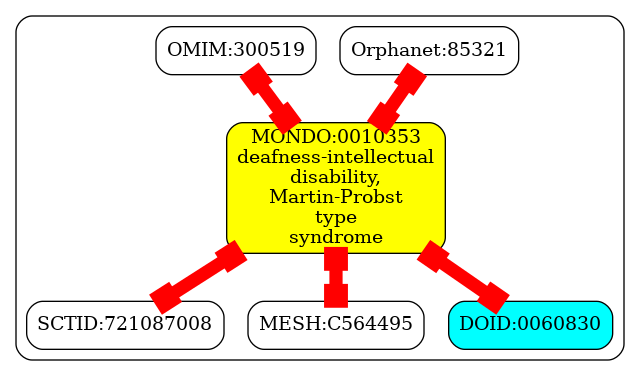 OMIM:300519
Orphanet:85321
MONDO:0010353
deafness-intellectual
disability,
Martin-Probst
type
syndrome
SCTID:721087008
MESH:C564495
DOID:0060830